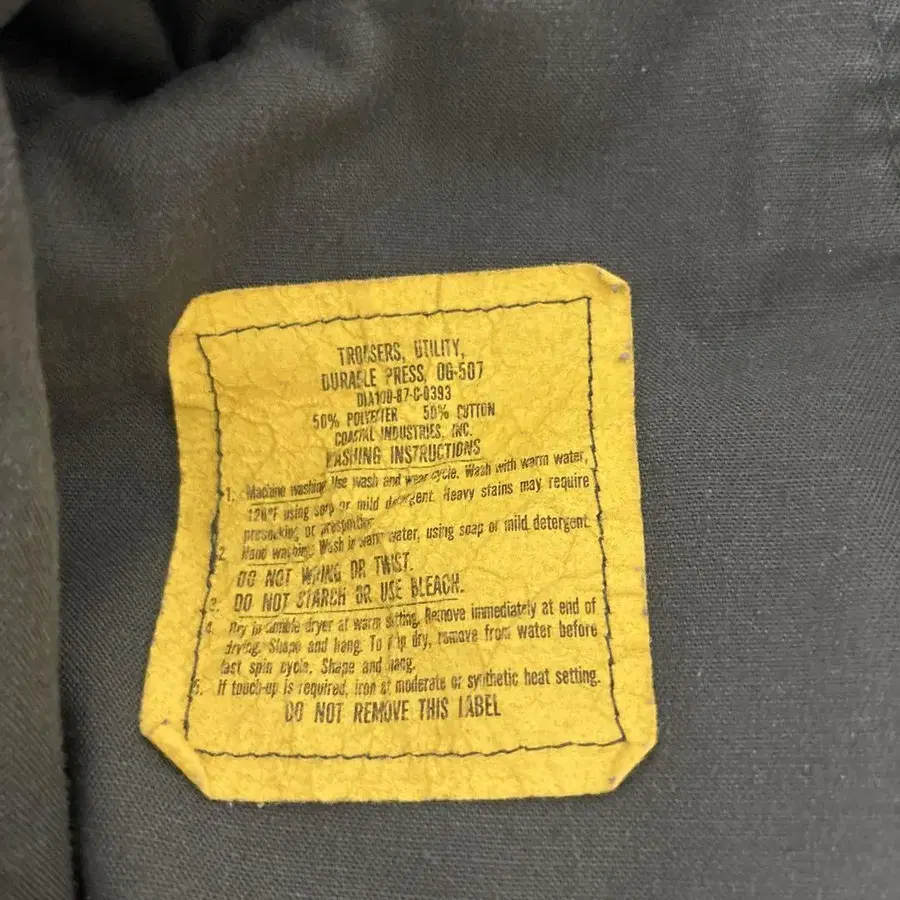 TROUSERS, UTILITY,
DURABLE PRESS, OG-507
DLA100-87-C-0393
50% POLYESTER 50% COTTON
COASTAL INDUSTRIES, INC.
WASHING INSTRUCTIONS
1. Machine washing Use wash and wear cycle. Wash with warm water,
120°F using soap or mild detergent. Heavy stains may require
presoaking or prespotting.
2. Hand washing: Wash in warm water, using soap or mild detergent.
DO NOT WRING OR TWIST.
3. DO NOT STARCH OR USE BLEACH.
4. Dry in tumble dryer at warm setting. Remove immediately at end of
drying. Shape and hang. To drip dry, remove from water before
last spin cycle. Shape and hang.
5. If touch-up is required, iron at moderate or synthetic heat setting.
DO NOT REMOVE THIS LABEL